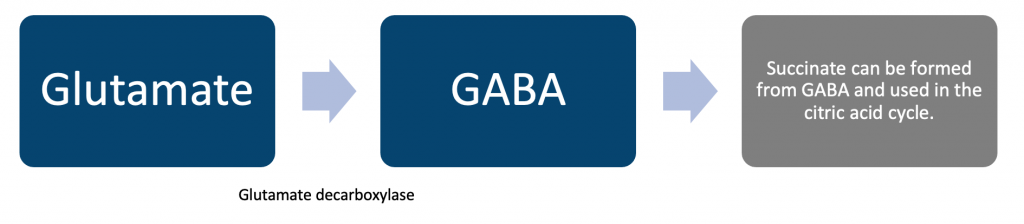 Glutamate
GABA
Succinate can be formed
from GABA and used in the
citric acid cycle.
Glutamate decarboxylase